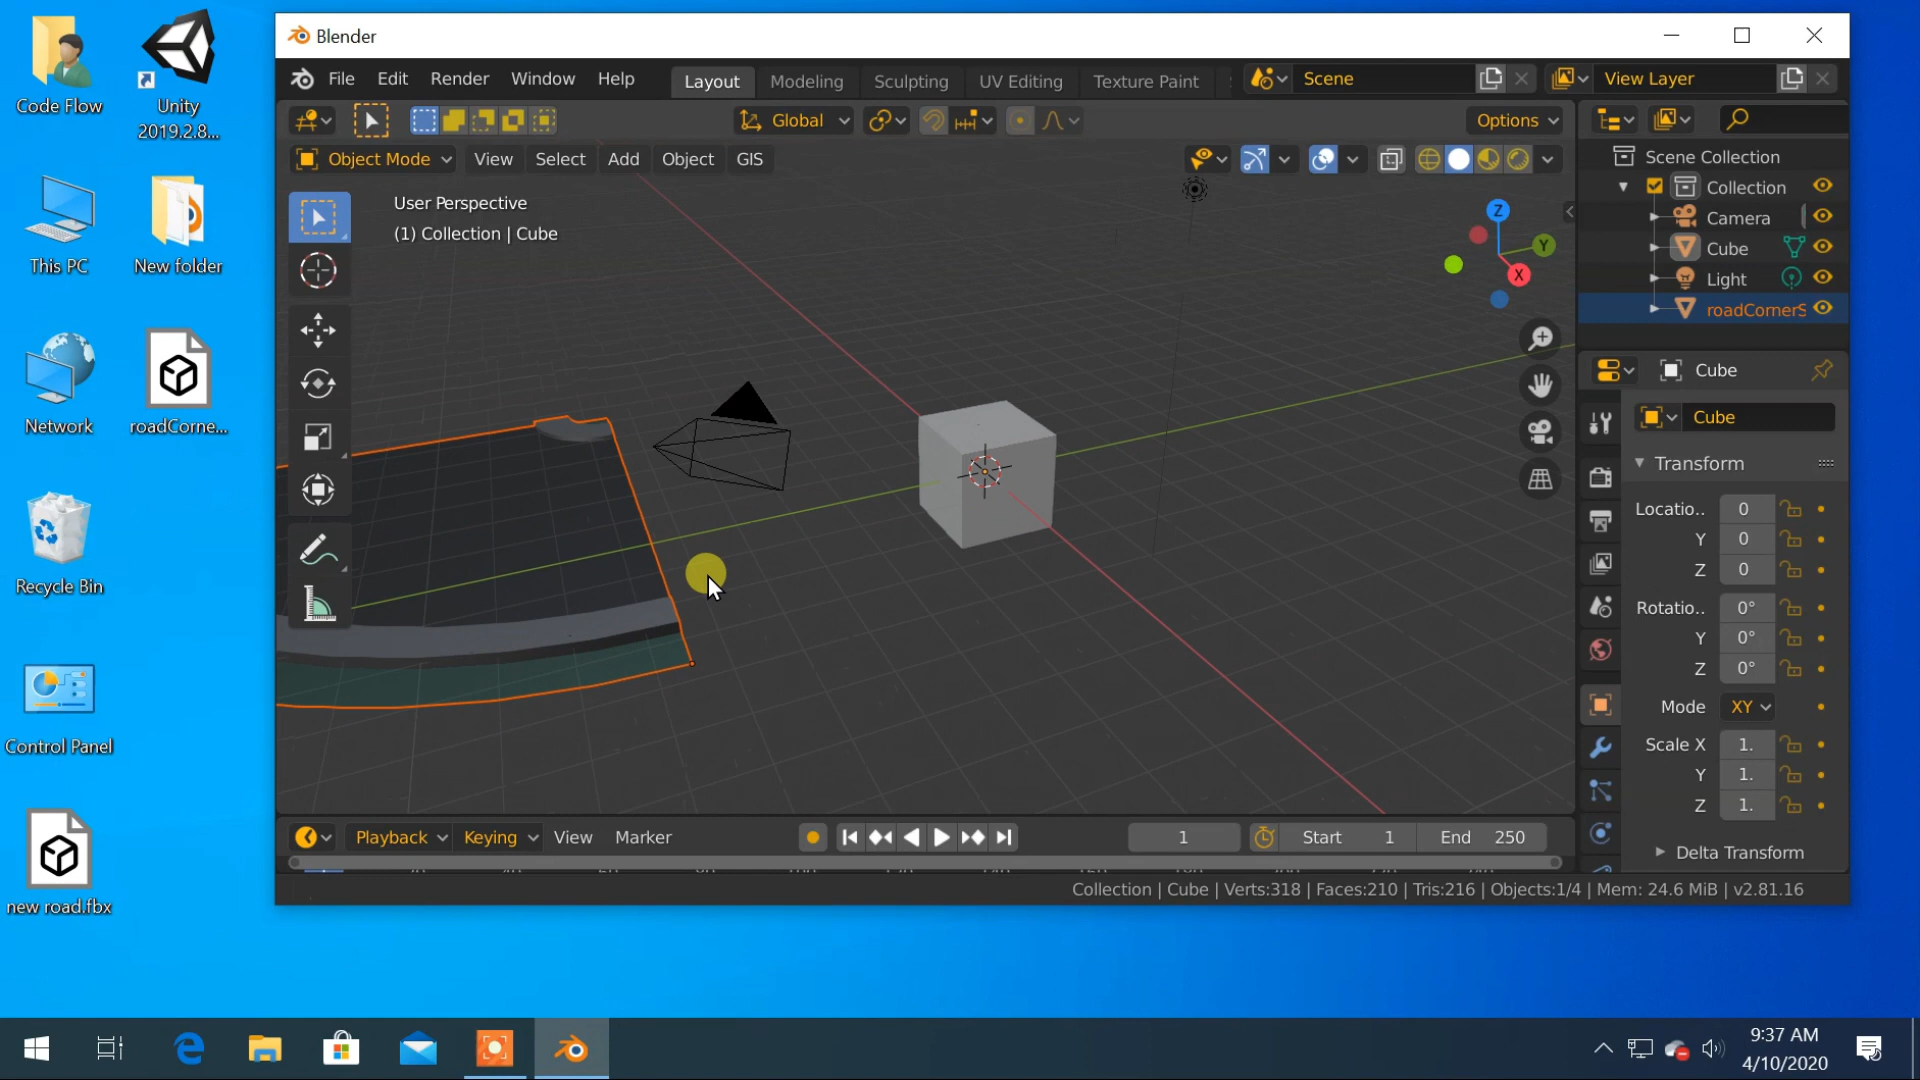 Code Flow
Unity
2019.2.8...
This PC
New folder
Network
roadCorne...
Recycle Bin
Control Panel
new road.fbx
Blender
File Edit Render Window Help
Layout Modeling Sculpting UV Editing Texture Paint
Scene
View Layer
Global
Options
Object Mode View Select Add Object GIS
User Perspective
(1) Collection | Cube
Z
Y
X
Scene Collection
Collection
Camera
Cube
Light
roadCornerS
Cube
Cube
Transform
Locatio.. 0
Y 0
Z 0
Rotatio.. 0°
Y 0°
Z 0°
Mode XY
Scale X 1.
Y 1.
Z 1.
Delta Transform
Playback Keying View Marker
1
Start 1
End 250
Collection | Cube | Verts:318 | Faces:210 | Tris:216 | Objects:1/4 | Mem: 24.6 MiB | v2.81.16
9:37 AM
4/10/2020